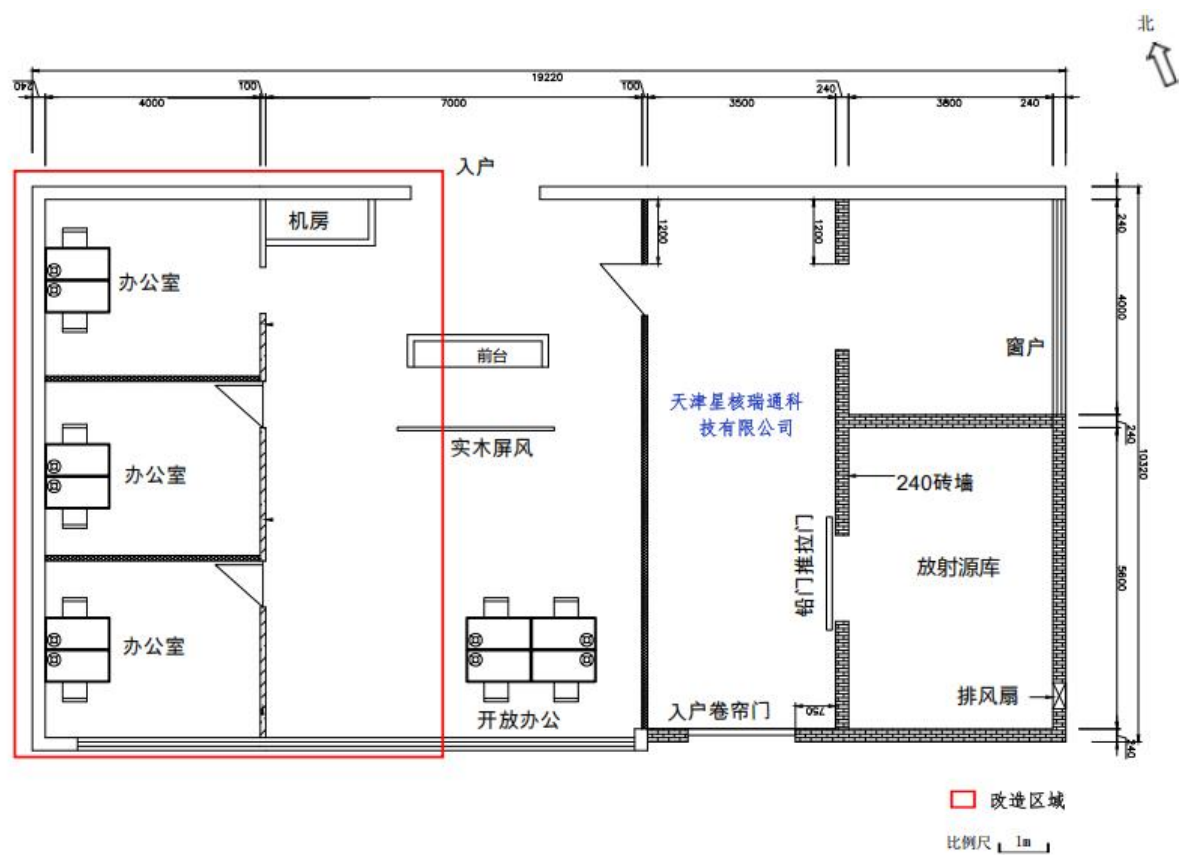 北
19220
240
100
100
240
4000
7000
3500
3800
240
入户
机房
1200
1200
240
办公室
4000
前台
窗户
天津星核瑞通科
技有限公司
实木屏风
240
10320
办公室
240砖墙
铅门推拉门
放射源库
5600
办公室
排风扇
开放办公
入户卷帘门
750
240
改造区域
比例尺 1m